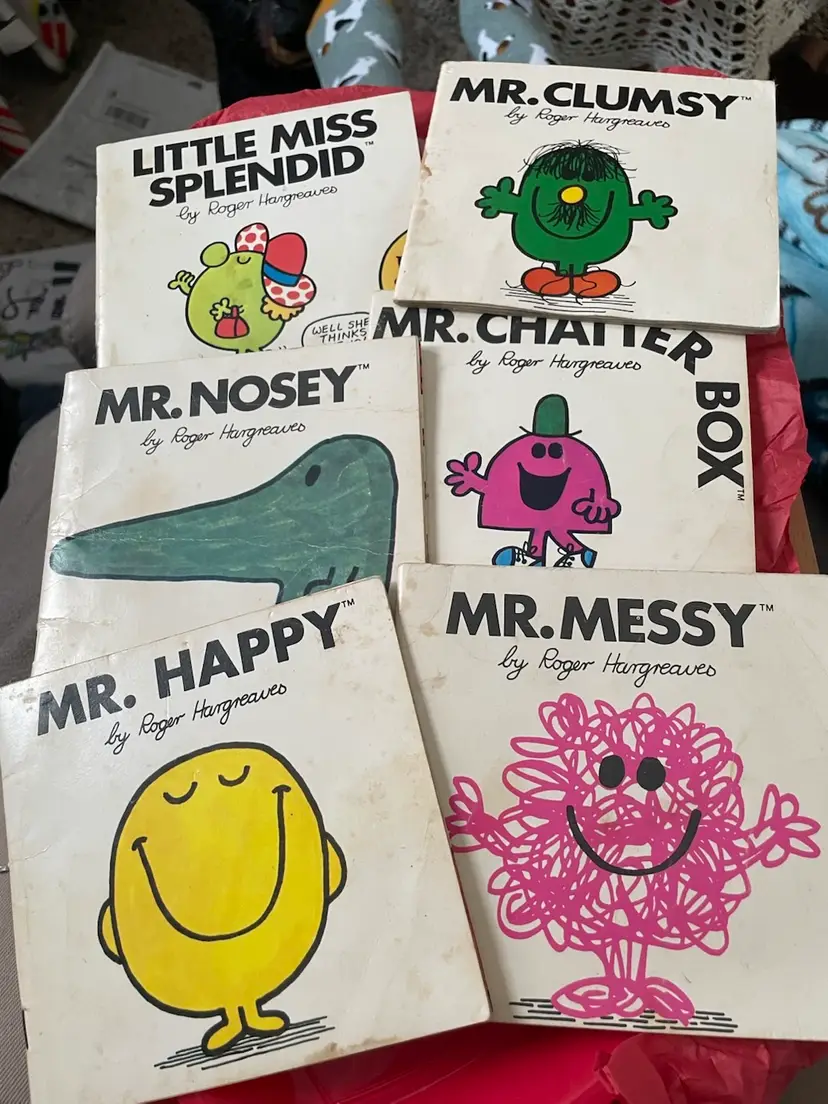 LITTLE MISS
SPLENDID™
by Roger Hargreaves
WELL SHE
THINKS
MR. CLUMSY™
by Roger Hargreaves
MR. CHATTER BOX™
by Roger Hargreaves
MR. NOSEY™
by Roger Hargreaves
MR. HAPPY™
by Roger Hargreaves
MR. MESSY™
by Roger Hargreaves